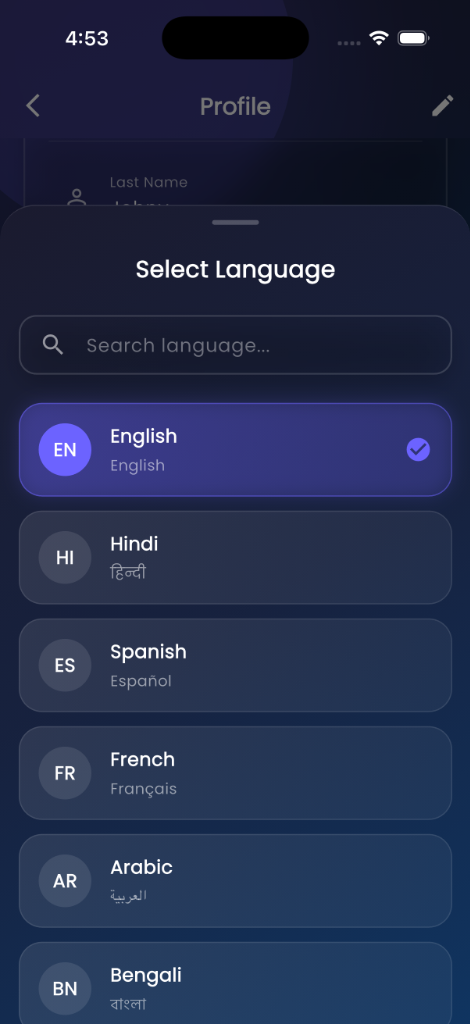 4:53
Profile
Last Name
Select Language
Search language...
EN
English
English
HI
Hindi
हिन्दी
ES
Spanish
Español
FR
French
Français
AR
Arabic
العربية
BN
Bengali
বাংলা